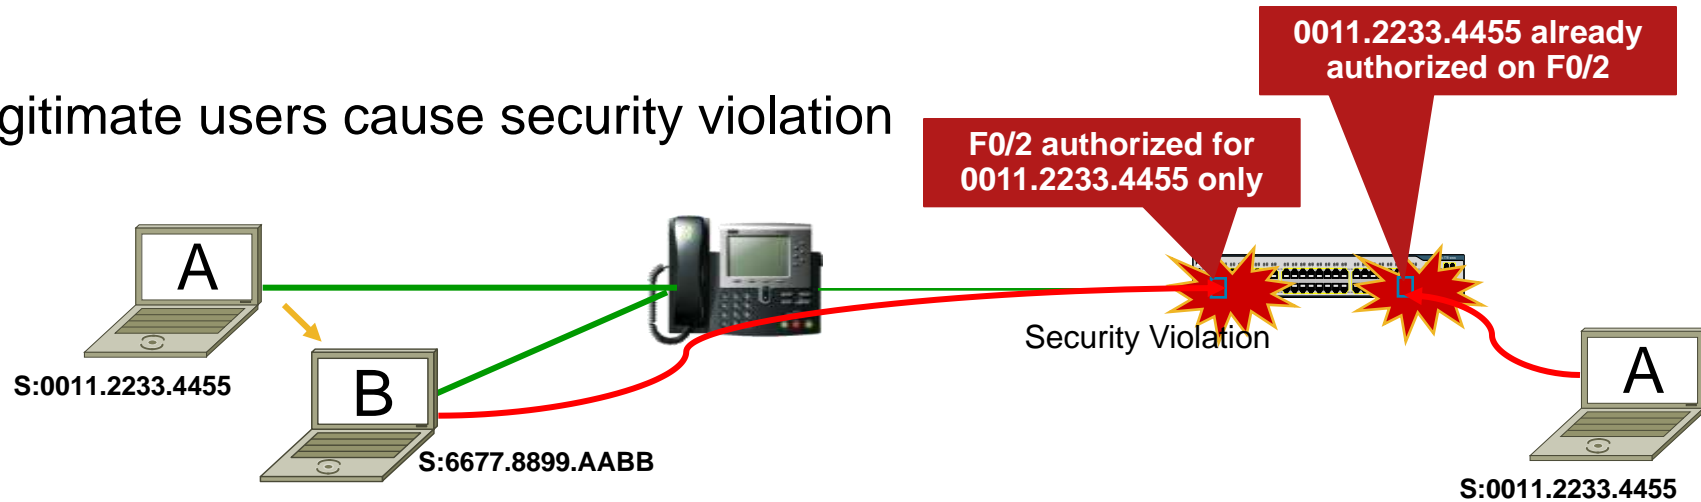 0011.2233.4455 already
authorized on F0/2
gitimate users cause security violation
F0/2 authorized for
0011.2233.4455 only
A
Security Violation
A
S:0011.2233.4455
B
S:6677.8899.AABB
S:0011.2233.4455